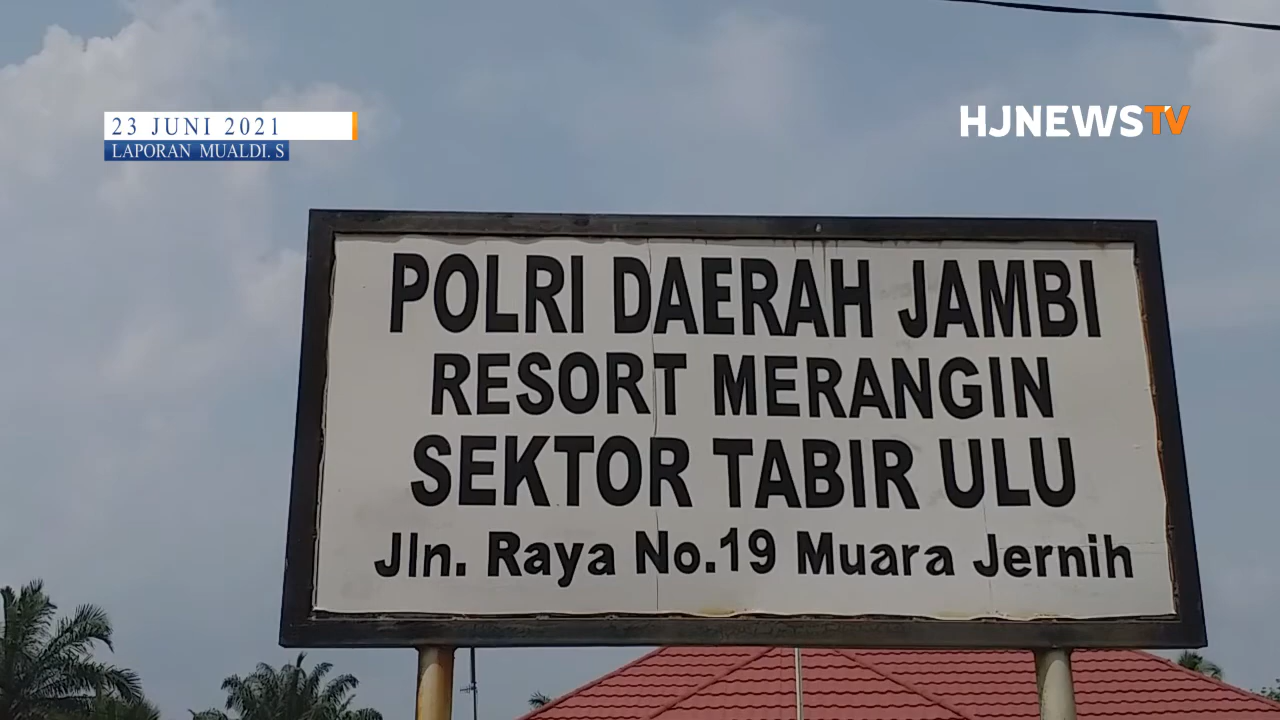 23 JUNI 2021
LAPORAN MUALDI. S
HJNEWSTV
POLRI DAERAH JAMBI
RESORT MERANGIN
SEKTOR TABIR ULU
Jln. Raya No.19 Muara Jernih